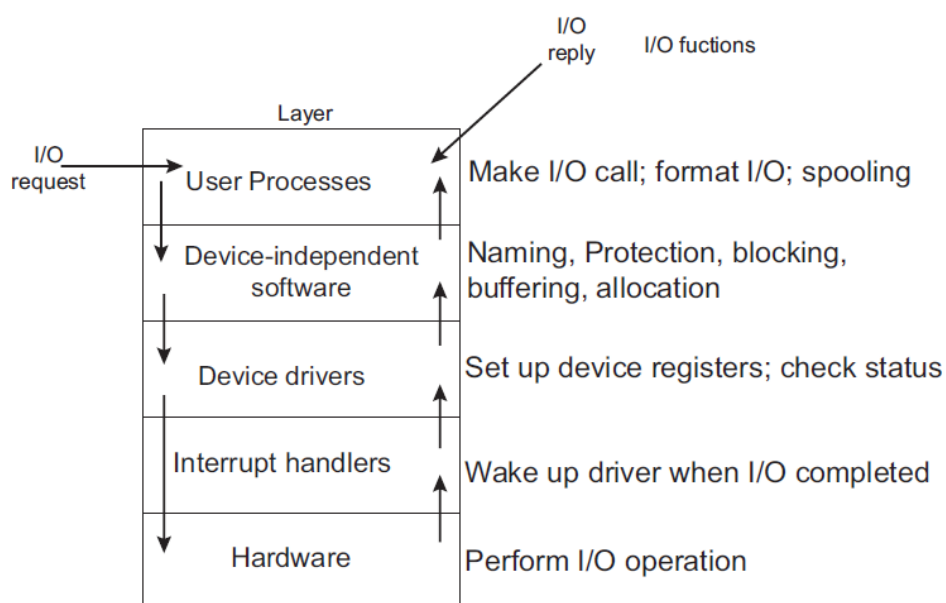 I/O
reply
I/O fuctions
Layer
I/O
request
User Processes
Make I/O call; format I/O; spooling
Device-independent
software
Naming, Protection, blocking,
buffering, allocation
Device drivers
Set up device registers; check status
Interrupt handlers
Wake up driver when I/O completed
Hardware
Perform I/O operation